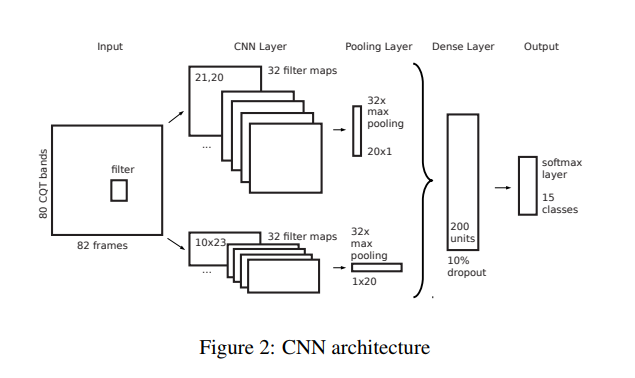 Input
CNN Layer
Pooling Layer
Dense Layer
Output
21,20
32 filter maps
...
32x
max
pooling
20x1
80 CQT bands
filter
82 frames
10x23
32 filter maps
...
32x
max
pooling
1x20
200
units
10%
dropout
softmax
layer
15
classes
Figure 2: CNN architecture